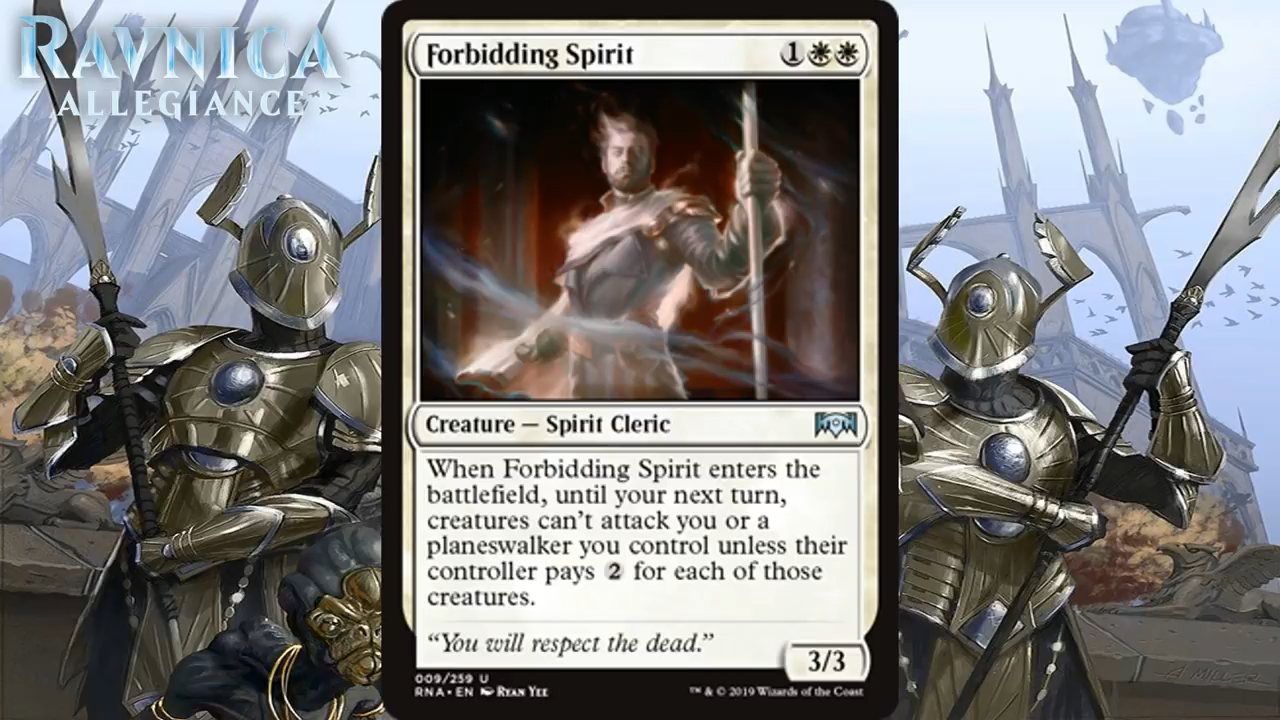 RAVNICA
ALLEGIANCE
Forbidding Spirit 1
Creature — Spirit Cleric
When Forbidding Spirit enters the
battlefield, until your next turn,
creatures can't attack you or a
planeswalker you control unless their
controller pays 2 for each of those
creatures.
"You will respect the dead."
3/3
009/259 U
RNA • EN Ryan Yee
™ & © 2019 Wizards of the Coast
A. MILLER